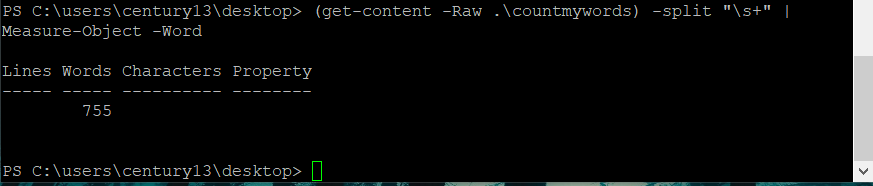 PS C:\users\century13\desktop> (get-content -Raw .\countmywords) -split "\s+" |
Measure-Object -Word
Lines Words Characters Property
----- ----- ---------- --------
755
PS C:\users\century13\desktop>